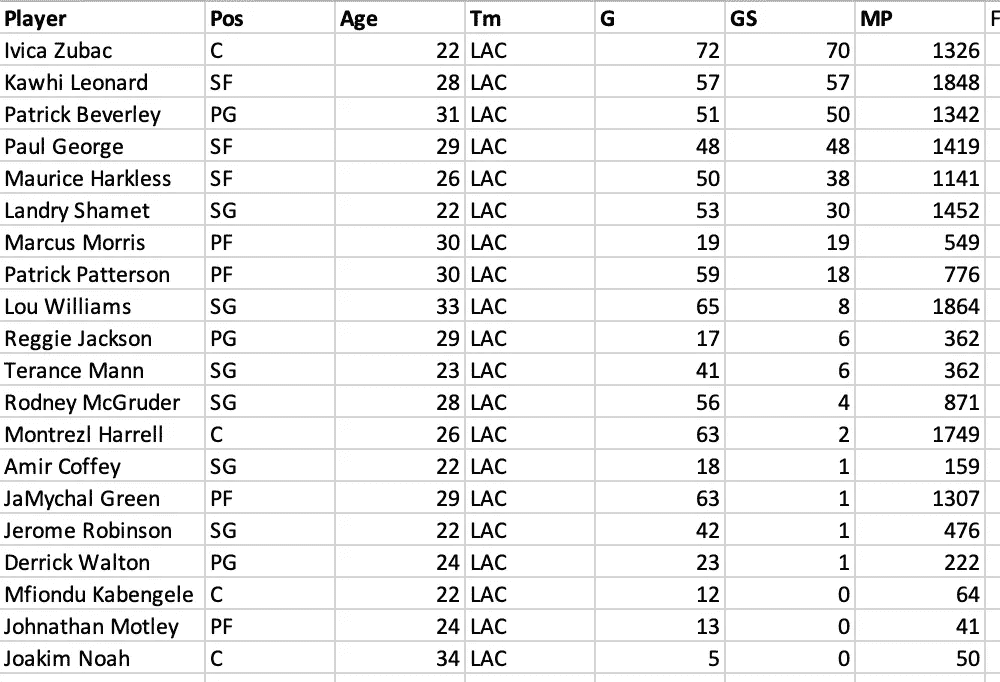 Player Pos Age Tm G GS MP F
Ivica Zubac C 22 LAC 72 70 1326
Kawhi Leonard SF 28 LAC 57 57 1848
Patrick Beverley PG 31 LAC 51 50 1342
Paul George SF 29 LAC 48 48 1419
Maurice Harkless SF 26 LAC 50 38 1141
Landry Shamet SG 22 LAC 53 30 1452
Marcus Morris PF 30 LAC 19 19 549
Patrick Patterson PF 30 LAC 59 18 776
Lou Williams SG 33 LAC 65 8 1864
Reggie Jackson PG 29 LAC 17 6 362
Terance Mann SG 23 LAC 41 6 362
Rodney McGruder SG 28 LAC 56 4 871
Montrezl Harrell C 26 LAC 63 2 1749
Amir Coffey SG 22 LAC 18 1 159
JaMychal Green PF 29 LAC 63 1 1307
Jerome Robinson SG 22 LAC 42 1 476
Derrick Walton PG 24 LAC 23 1 222
Mfiondu Kabengele C 22 LAC 12 0 64
Johnathan Motley PF 24 LAC 13 0 41
Joakim Noah C 34 LAC 5 0 50